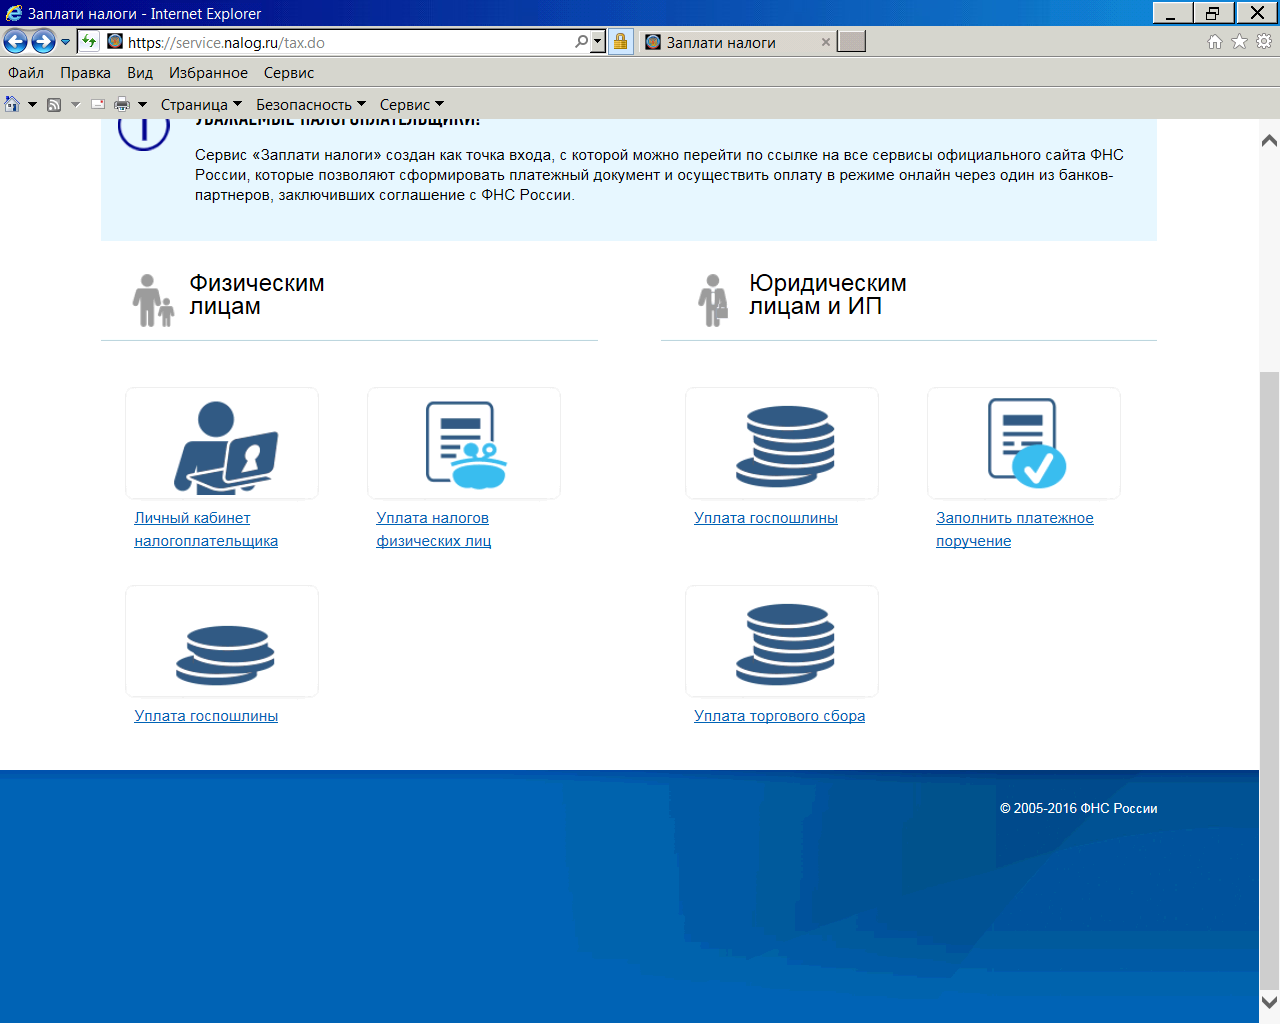 Заплати налоги - Internet Explorer
https://service.nalog.ru/tax.do
Заплати налоги
Файл Правка Вид Избранное Сервис
Страница Безопасность Сервис
УВАЖАЕМЫЕ НАЛОГОПЛАТЕЛЬЩИКИ!
Сервис «Заплати налоги» создан как точка входа, с которой можно перейти по ссылке на все сервисы официального сайта ФНС
России, которые позволяют сформировать платежный документ и осуществить оплату в режиме онлайн через один из банков-
партнеров, заключивших соглашение с ФНС России.
Физическим
лицам
Юридическим
лицам и ИП
Личный кабинет
налогоплательщика
Уплата налогов
физических лиц
Уплата госпошлины
Заполнить платежное
поручение
Уплата госпошлины
Уплата торгового сбора
© 2005-2016 ФНС России